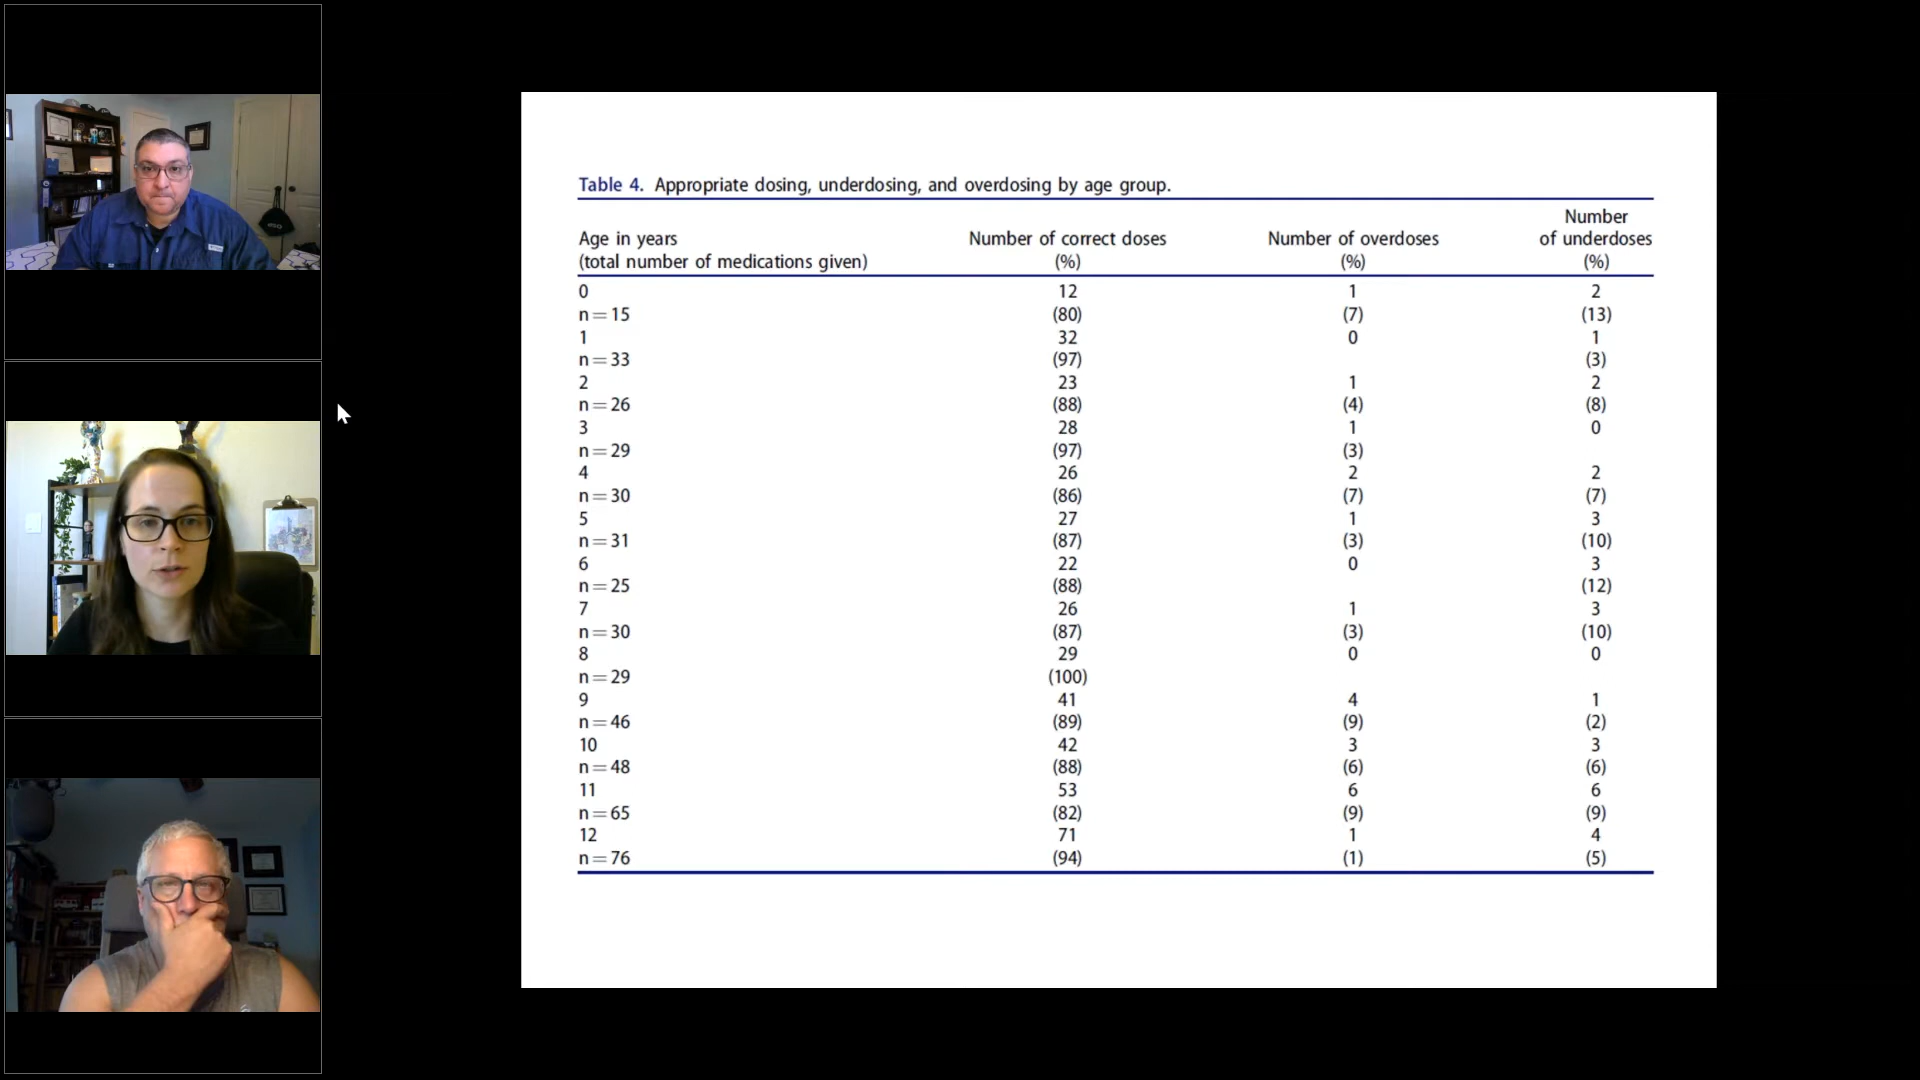 Table 4. Appropriate dosing, underdosing, and overdosing by age group.
Age in years
(total number of medications given)
Number of correct doses
(%)
Number of overdoses
(%)
Number
of underdoses
(%)
0 12 1 2
n=15 (80) (7) (13)
1 32 0 1
n=33 (97) (3)
2 23 1 2
n=26 (88) (4) (8)
3 28 1 0
n=29 (97) (3)
4 26 2 2
n=30 (86) (7) (7)
5 27 1 3
n=31 (87) (3) (10)
6 22 0 3
n=25 (88) (12)
7 26 1 3
n=30 (87) (3) (10)
8 29 0 0
n=29 (100)
9 41 4 1
n=46 (89) (9) (2)
10 42 3 3
n=48 (88) (6) (6)
11 53 6 6
n=65 (82) (9) (9)
12 71 1 4
n=76 (94) (1) (5)